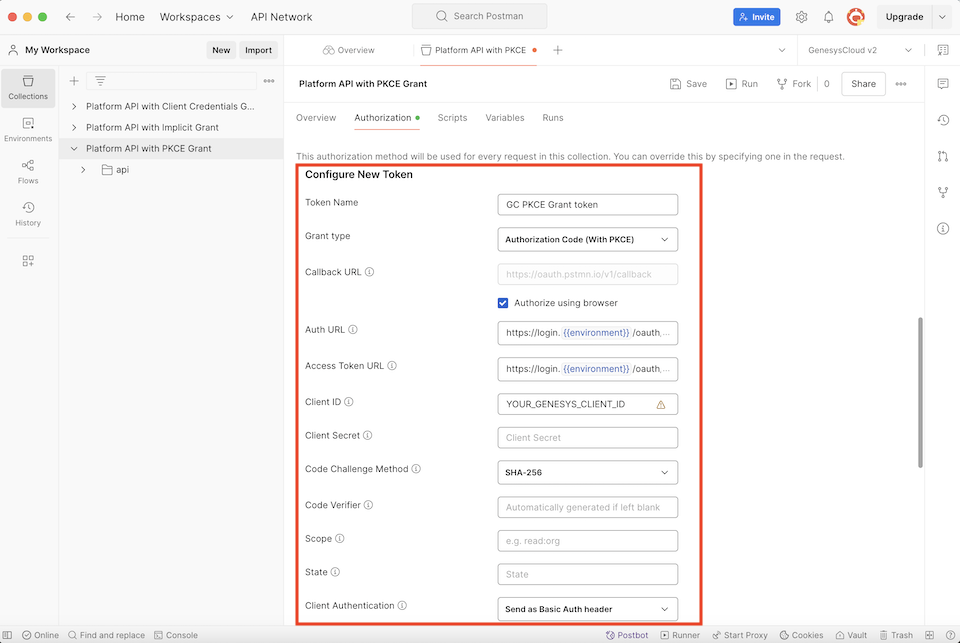 Home Workspaces API Network Search Postman Invite Upgrade
My Workspace New Import Overview Platform API with PKCE GenesysCloud v2
Collections
Environments
Flows
History
Platform API with Client Credentials G...
Platform API with Implicit Grant
Platform API with PKCE Grant
api
Platform API with PKCE Grant Save Run Fork 0 Share
Overview Authorization Scripts Variables Runs
This authorization method will be used for every request in this collection. You can override this by specifying one in the request.
Configure New Token
Token Name GC PKCE Grant token
Grant type Authorization Code (With PKCE)
Callback URL https://oauth.pstmn.io/v1/callback
Authorize using browser
Auth URL https://login. {{environment}} /oauth,...
Access Token URL https://login. {{environment}} /oauth,...
Client ID YOUR_GENESYS_CLIENT_ID
Client Secret Client Secret
Code Challenge Method SHA-256
Code Verifier Automatically generated if left blank
Scope e.g. read:org
State State
Client Authentication Send as Basic Auth header
Online Find and replace Console Postbot Runner Start Proxy Cookies Vault Trash